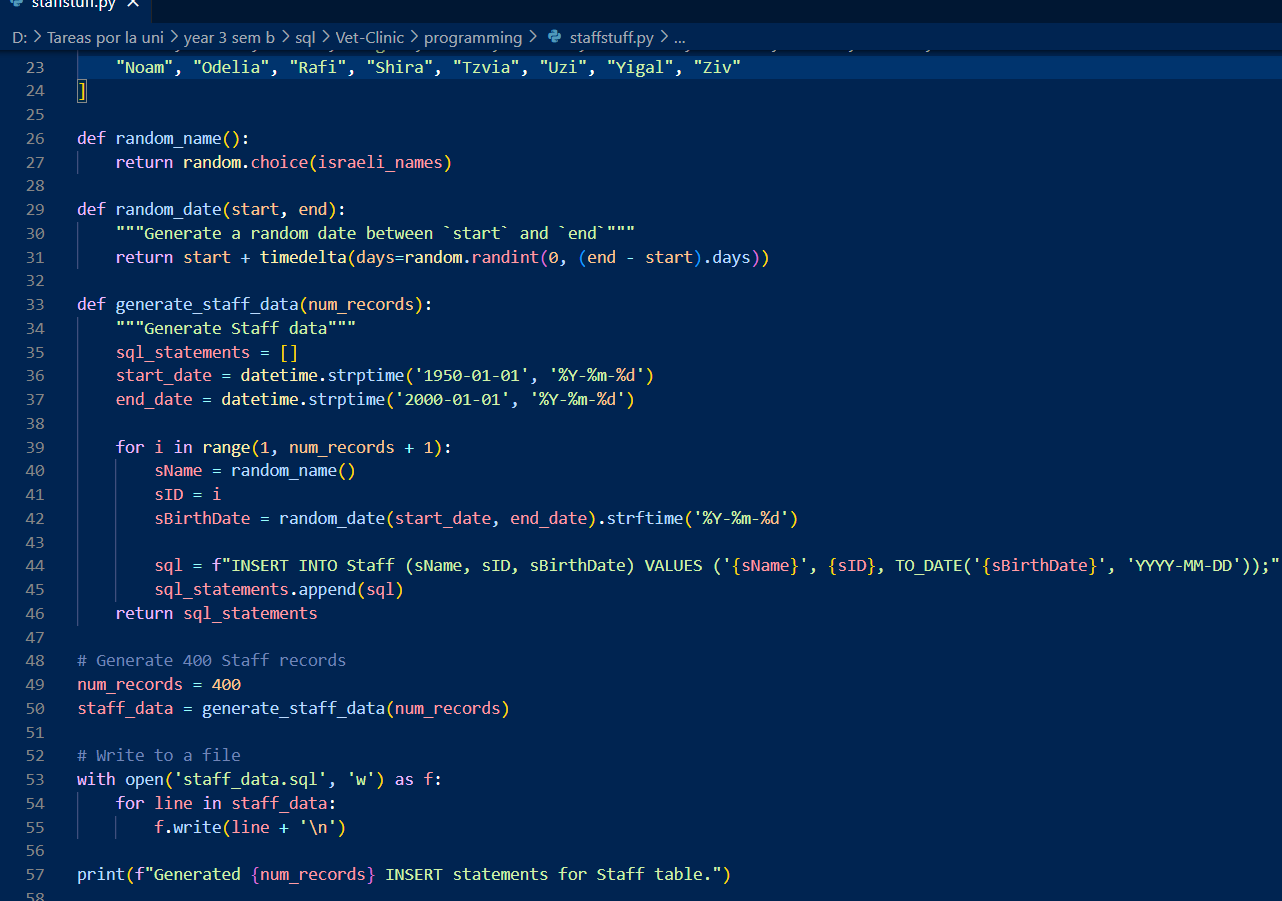 staffstuff.py ×
D: > Tareas por la uni > year 3 sem b > sql > Vet-Clinic > programming > staffstuff.py > ...
23 "Noam", "Odelia", "Rafi", "Shira", "Tzvia", "Uzi", "Yigal", "Ziv"
24 ]
25
26 def random_name():
27     return random.choice(israeli_names)
28
29 def random_date(start, end):
30     """Generate a random date between `start` and `end`"""
31     return start + timedelta(days=random.randint(0, (end - start).days))
32
33 def generate_staff_data(num_records):
34     """Generate Staff data"""
35     sql_statements = []
36     start_date = datetime.strptime('1950-01-01', '%Y-%m-%d')
37     end_date = datetime.strptime('2000-01-01', '%Y-%m-%d')
38
39     for i in range(1, num_records + 1):
40         sName = random_name()
41         sID = i
42         sBirthDate = random_date(start_date, end_date).strftime('%Y-%m-%d')
43
44         sql = f"INSERT INTO Staff (sName, sID, sBirthDate) VALUES ('{sName}', {sID}, TO_DATE('{sBirthDate}', 'YYYY-MM-DD'));"
45         sql_statements.append(sql)
46     return sql_statements
47
48 # Generate 400 Staff records
49 num_records = 400
50 staff_data = generate_staff_data(num_records)
51
52 # Write to a file
53 with open('staff_data.sql', 'w') as f:
54     for line in staff_data:
55         f.write(line + '\n')
56
57 print(f"Generated {num_records} INSERT statements for Staff table.")
58